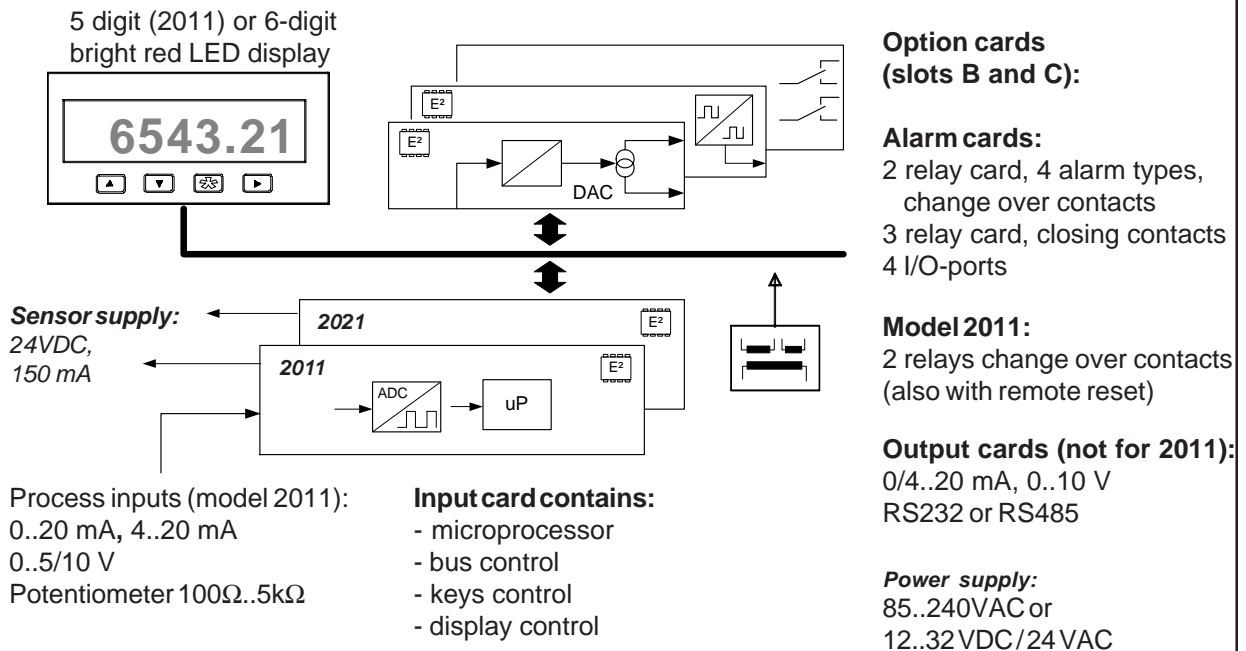 5 digit (2011) or 6-digit
bright red LED display
6543.21
E²
E²
DAC
Sensor supply:
24VDC,
150 mA
2021
E²
2011
E²
ADC
uP
Process inputs (model 2011):
0..20 mA, 4..20 mA
0..5/10 V
Potentiometer 100Ω..5kΩ
Input card contains:
- microprocessor
- bus control
- keys control
- display control
Option cards
(slots B and C):
Alarm cards:
2 relay card, 4 alarm types,
change over contacts
3 relay card, closing contacts
4 I/O-ports
Model 2011:
2 relays change over contacts
(also with remote reset)
Output cards (not for 2011):
0/4..20 mA, 0..10 V
RS232 or RS485
Power supply:
85..240VAC or
12..32 VDC / 24 VAC